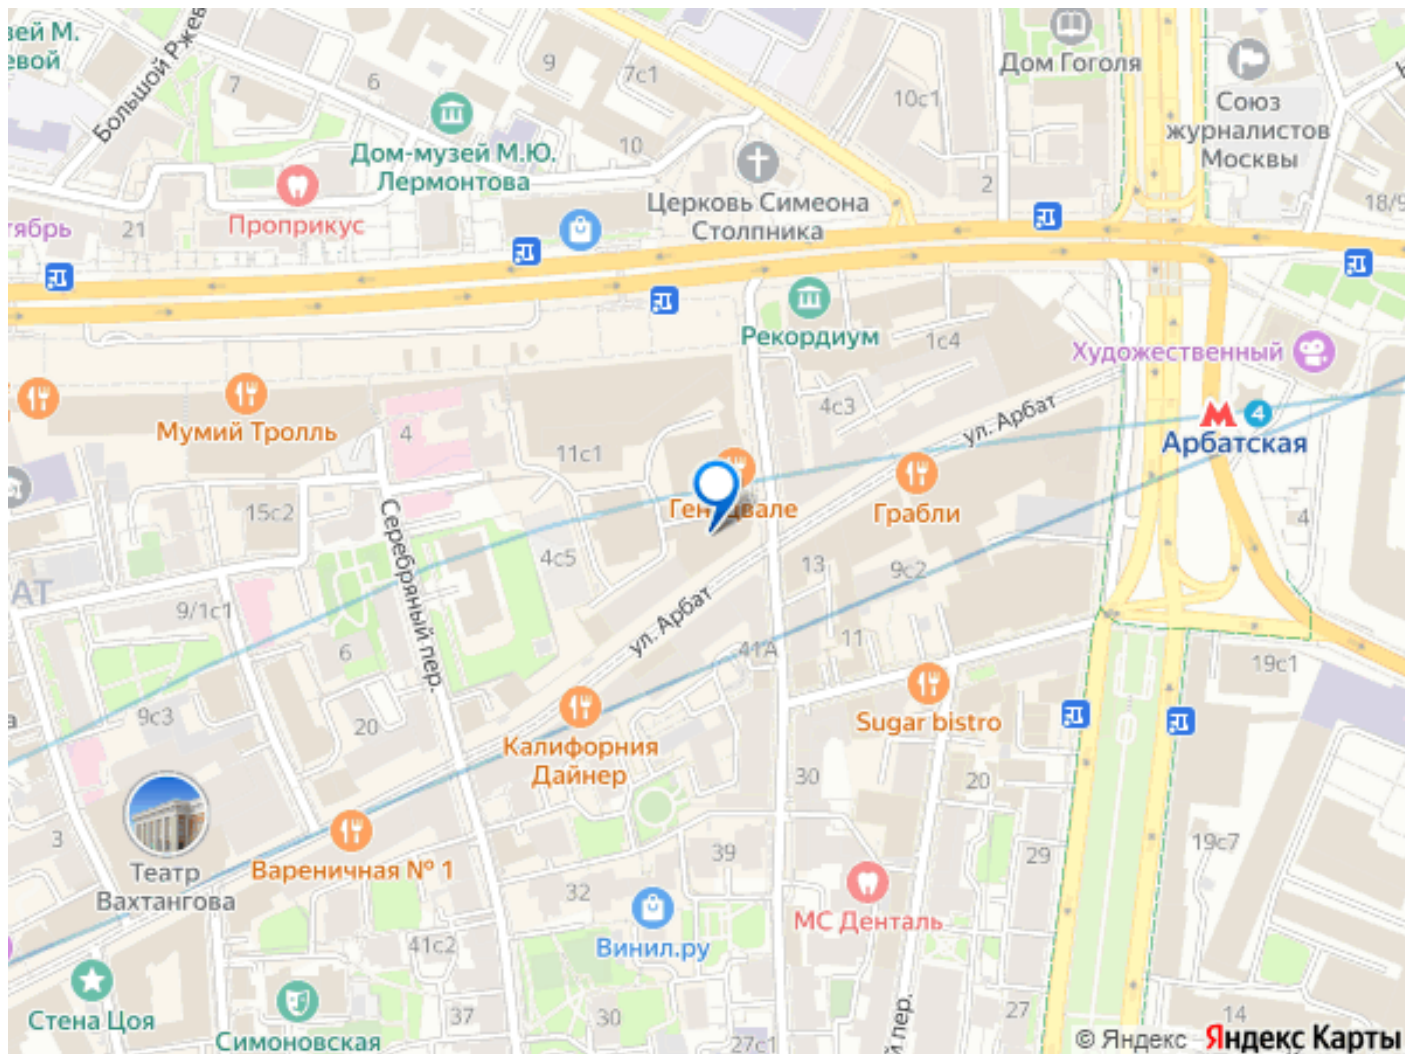 зей М.
евой
Большой Ржев
7
6
9
7с1
10
Дом Гоголя
10с1
Союз
журналистов
Москвы
Дом-музей М.Ю.
Лермонтова
Проприкус
Церковь Симеона
Столпника
2
18/9
тябрь
21
Рекордиум
1с4
Художественный
4с3
ул. Арбат
4
Арбатская
Мумий Тролль
4
11с1
Грабли
15с2
Серебряный пер.
4с5
13
9с2
4
АТ
9/1с1
ул. Арбат
6
41А
11
19с1
9с3
20
Калифорния
Дайнер
Sugar bistro
30
20
3
Театр
Вахтангова
Вареничная № 1
39
29
19с7
32
МС Денталь
Винил.ру
41с2
Стена Цоя
Симоновская
37
30
27с1
й пер.
27
14
© Яндекс Яндекс Карты